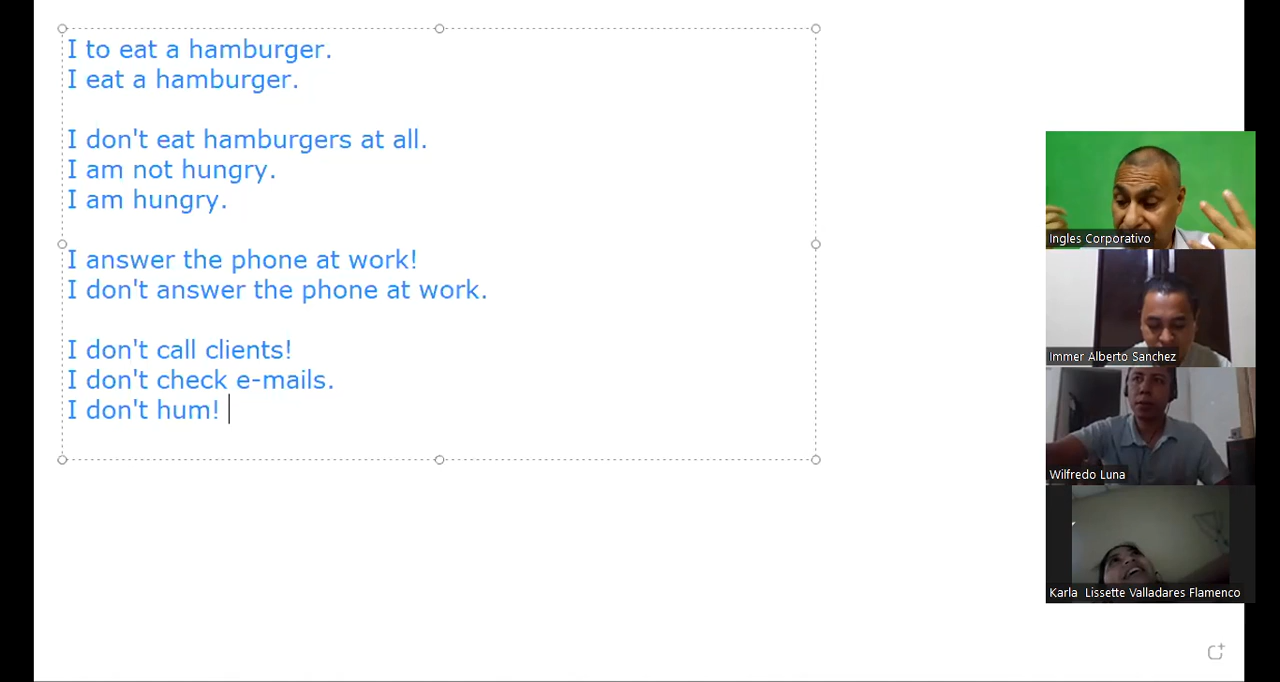 I to eat a hamburger.
I eat a hamburger.
I don't eat hamburgers at all.
I am not hungry.
I am hungry.
I answer the phone at work!
I don't answer the phone at work.
I don't call clients!
I don't check e-mails.
I don't hum!
Ingles Corporativo
Immer Alberto Sanchez
Wilfredo Luna
Karla Lissette Valladares Flamenco